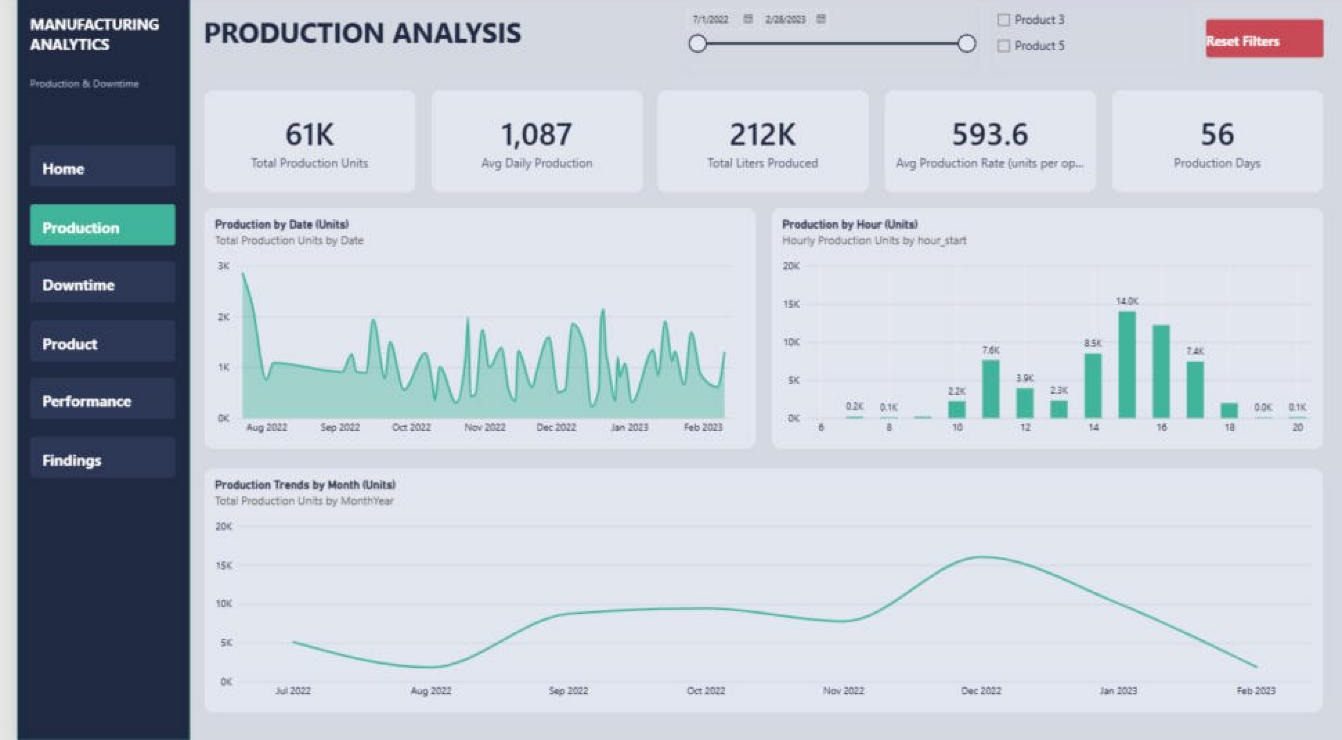 MANUFACTURING
ANALYTICS
Production & Downtime
Home
Production
Downtime
Product
Performance
Findings
PRODUCTION ANALYSIS
7/1/2022 2/28/2023
Product 3
Product 5
Reset Filters
61K
Total Production Units
1,087
Avg Daily Production
212K
Total Liters Produced
593.6
Avg Production Rate (units per op...
56
Production Days
Production by Date (Units)
Total Production Units by Date
3K
2K
1K
0K
Aug 2022 Sep 2022 Oct 2022 Nov 2022 Dec 2022 Jan 2023 Feb 2023
Production by Hour (Units)
Hourly Production Units by hour_start
20K
15K
10K
5K
0K
0.2K 0.1K 2.2K 7.6K 3.9K 2.3K 8.5K 14.0K 7.4K 0.0K 0.1K
6 8 10 12 14 16 18 20
Production Trends by Month (Units)
Total Production Units by MonthYear
20K
15K
10K
5K
0K
Jul 2022 Aug 2022 Sep 2022 Oct 2022 Nov 2022 Dec 2022 Jan 2023 Feb 2023